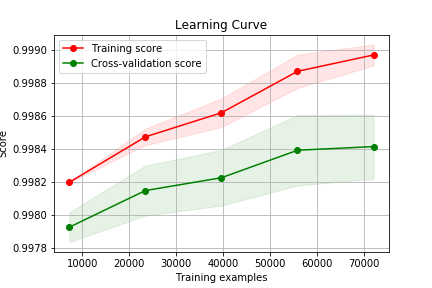 Learning Curve
Training score
Cross-validation score
Score
0.9990
0.9988
0.9986
0.9984
0.9982
0.9980
0.9978
10000 20000 30000 40000 50000 60000 70000
Training examples